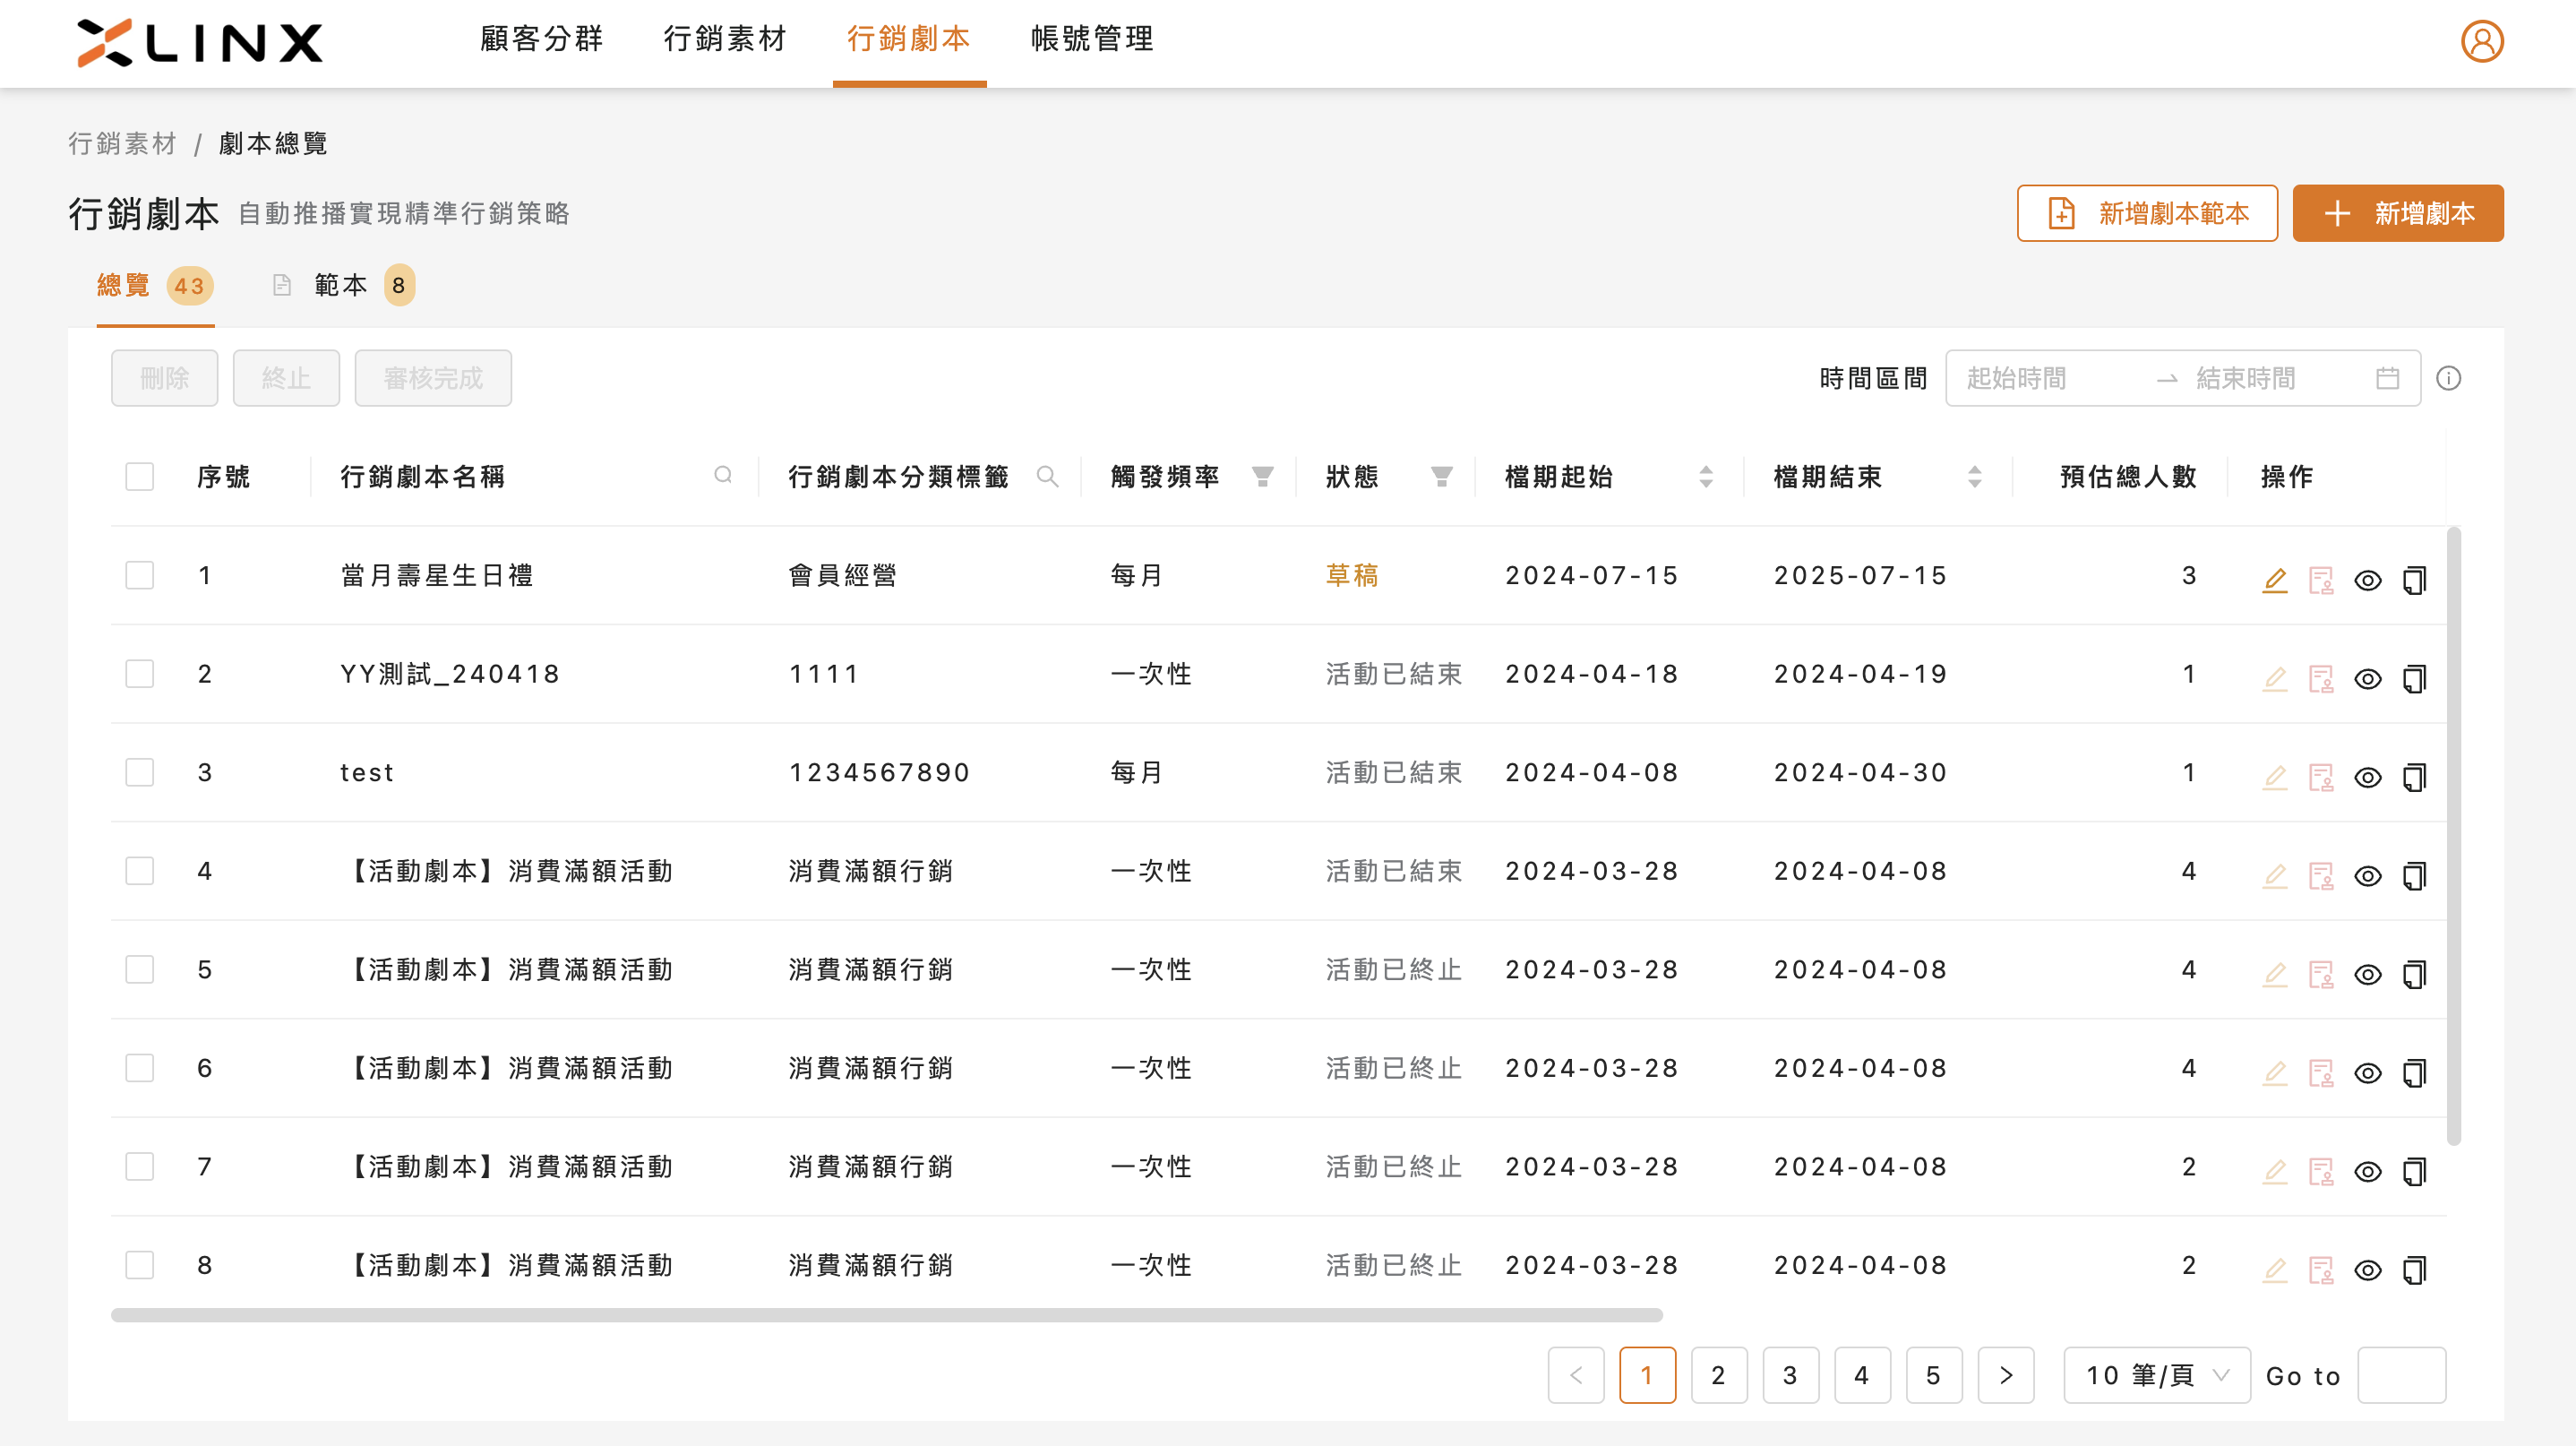 XLINX 顧客分群 行銷素材 行銷劇本 帳號管理
行銷素材 / 劇本總覽
行銷劇本 自動推播實現精準行銷策略 新增劇本範本 新增劇本
總覽 43 範本 8
刪除 終止 審核完成 時間區間 起始時間 結束時間
序號 行銷劇本名稱 行銷劇本分類標籤 觸發頻率 狀態 檔期起始 檔期結束 預估總人數 操作
1 當月壽星生日禮 會員經營 每月 草稿 2024-07-15 2025-07-15 3
2 YY測試_240418 1111 一次性 活動已結束 2024-04-18 2024-04-19 1
3 test 1234567890 每月 活動已結束 2024-04-08 2024-04-30 1
4 【活動劇本】消費滿額活動 消費滿額行銷 一次性 活動已結束 2024-03-28 2024-04-08 4
5 【活動劇本】消費滿額活動 消費滿額行銷 一次性 活動已終止 2024-03-28 2024-04-08 4
6 【活動劇本】消費滿額活動 消費滿額行銷 一次性 活動已終止 2024-03-28 2024-04-08 4
7 【活動劇本】消費滿額活動 消費滿額行銷 一次性 活動已終止 2024-03-28 2024-04-08 2
8 【活動劇本】消費滿額活動 消費滿額行銷 一次性 活動已終止 2024-03-28 2024-04-08 2
1 2 3 4 5 10 筆/頁 Go to